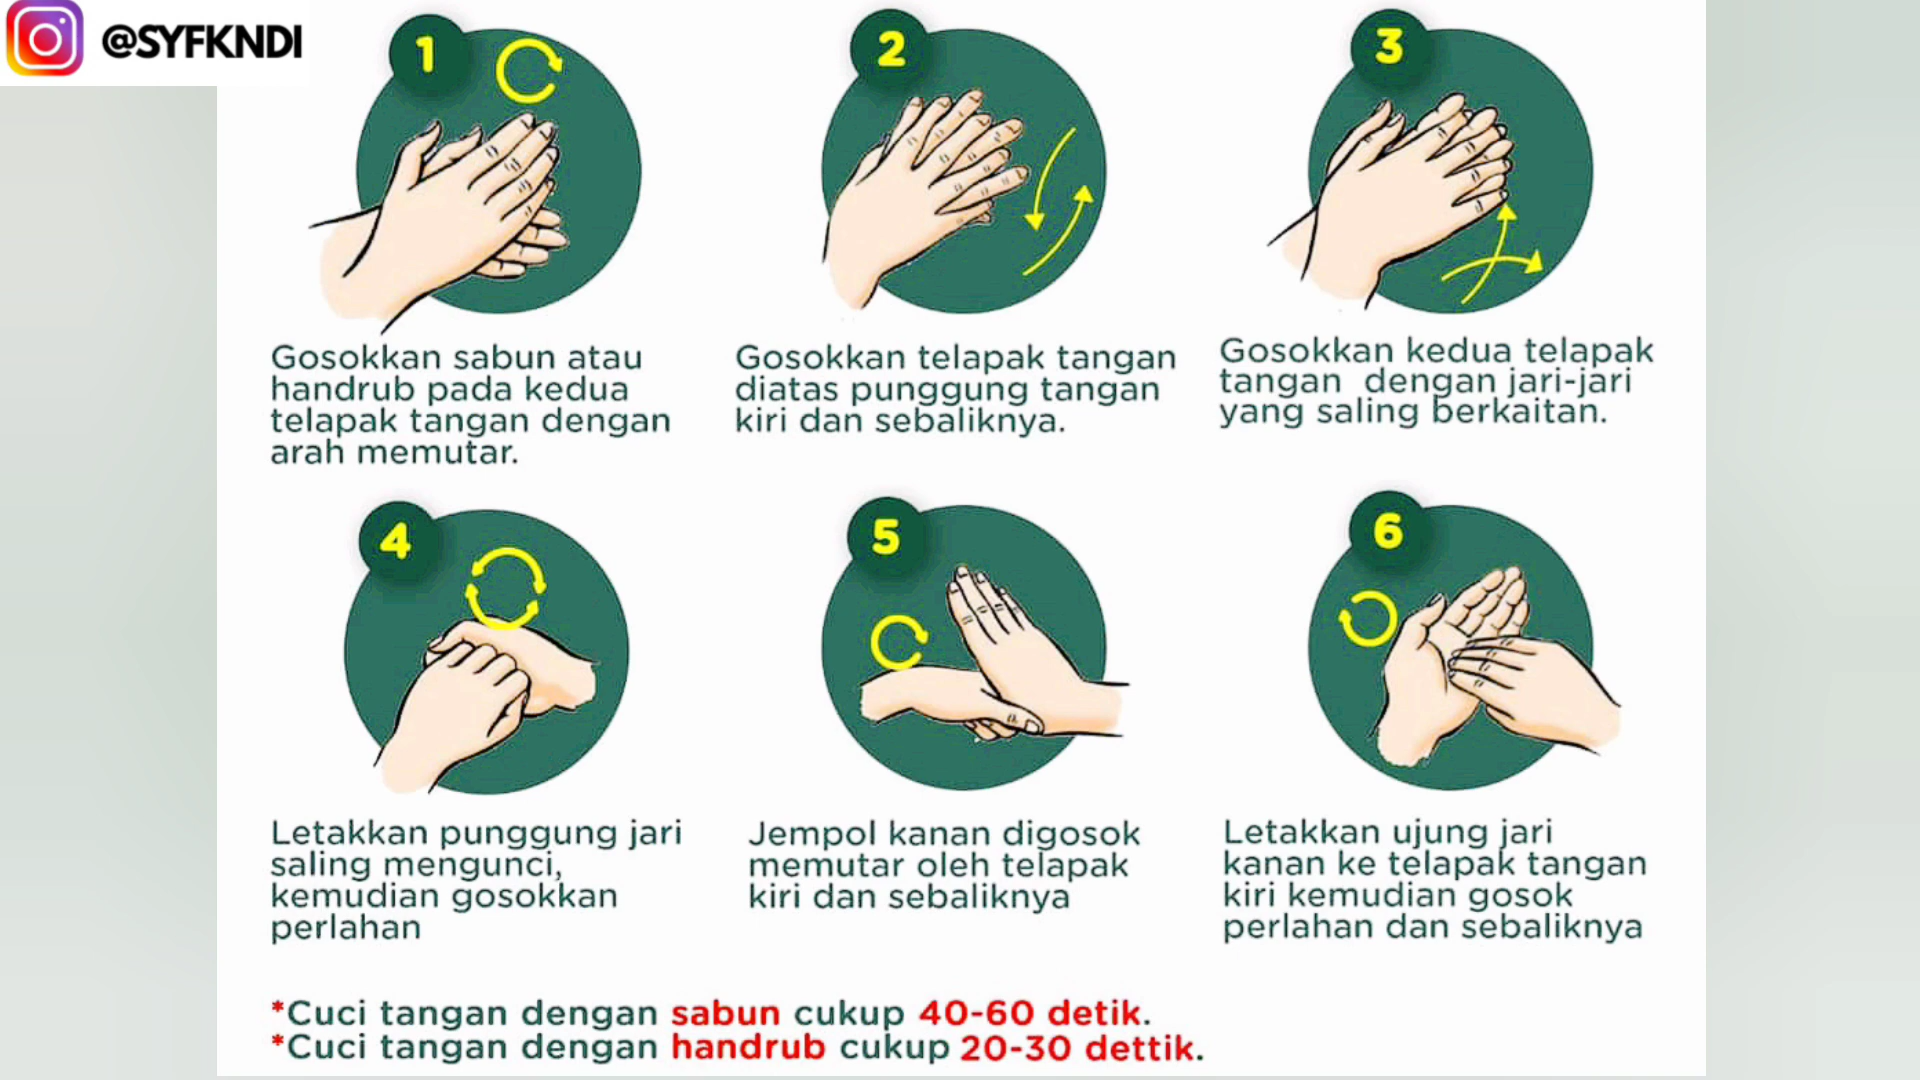 @SYFKNDI
1
Gosokkan sabun atau
handrub pada kedua
telapak tangan dengan
arah memutar.
2
Gosokkan telapak tangan
diatas punggung tangan
kiri dan sebaliknya.
3
Gosokkan kedua telapak
tangan dengan jari-jari
yang saling berkaitan.
4
Letakkan punggung jari
saling mengunci,
kemudian gosokkan
perlahan
5
Jempol kanan digosok
memutar oleh telapak
kiri dan sebaliknya
6
Letakkan ujung jari
kanan ke telapak tangan
kiri kemudian gosok
perlahan dan sebaliknya
*Cuci tangan dengan sabun cukup 40-60 detik.
*Cuci tangan dengan handrub cukup 20-30 dettik.